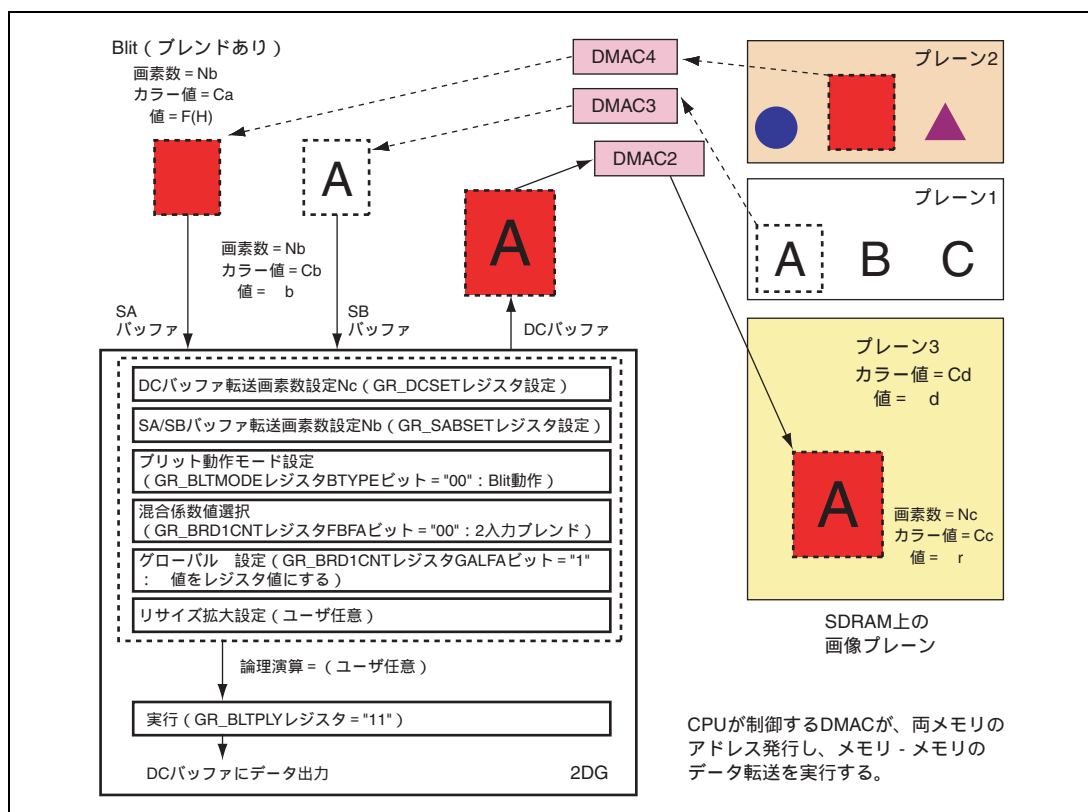 Blit ( ブレンドあり )
画素数 = Nb
カラー値 = Ca
値 = F(H)
DMAC4
DMAC3
DMAC2
プレーン2
プレーン1
A
B
C
A
A
画素数 = Nb
カラー値 = Cb
値 = b
SA
バッファ
SB
バッファ
DCバッファ
プレーン3
カラー値 = Cd
値 = d
A
画素数 = Nc
カラー値 = Cc
値 = r
SDRAM上の
画像プレーン
DCバッファ転送画素数設定Nc ( GR_DCSETレジスタ設定 )
SA/SBバッファ転送画素数設定Nb ( GR_SABSETレジスタ設定 )
ブリット動作モード設定
( GR_BLTMODEレジスタBTYPEビット = "00" : Blit動作 )
混合係数値選択
( GR_BRD1CNTレジスタFBFAビット = "00" : 2入力ブレンド )
グローバル 設定 ( GR_BRD1CNTレジスタGALFAビット = "1"
: 値をレジスタ値にする )
リサイズ拡大設定 ( ユーザ任意 )
論理演算 = ( ユーザ任意 )
実行 ( GR_BLTPLYレジスタ = "11" )
DCバッファにデータ出力
2DG
CPUが制御するDMACが、両メモリの
アドレス発行し、メモリ - メモリの
データ転送を実行する。